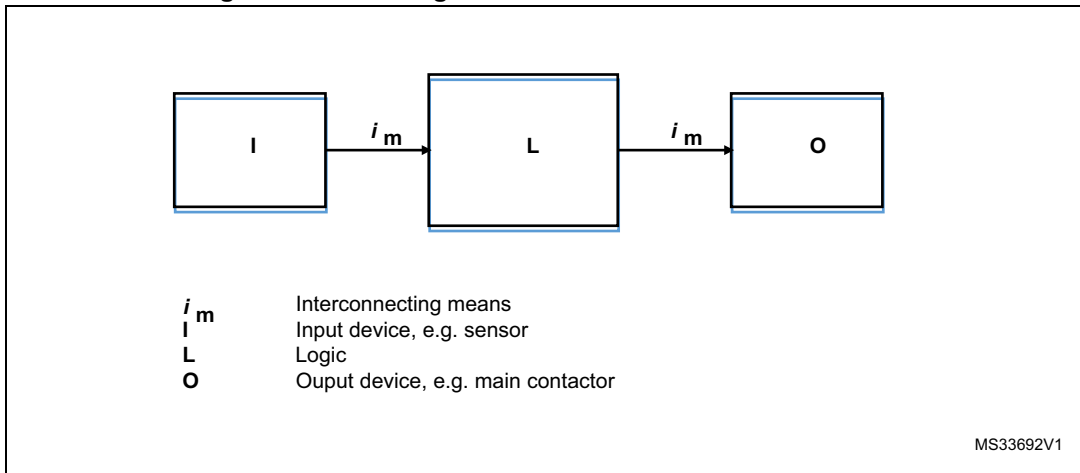 I
i m
L
i m
O
i m Interconnecting means
I Input device, e.g. sensor
L Logic
O Ouput device, e.g. main contactor
MS33692V1